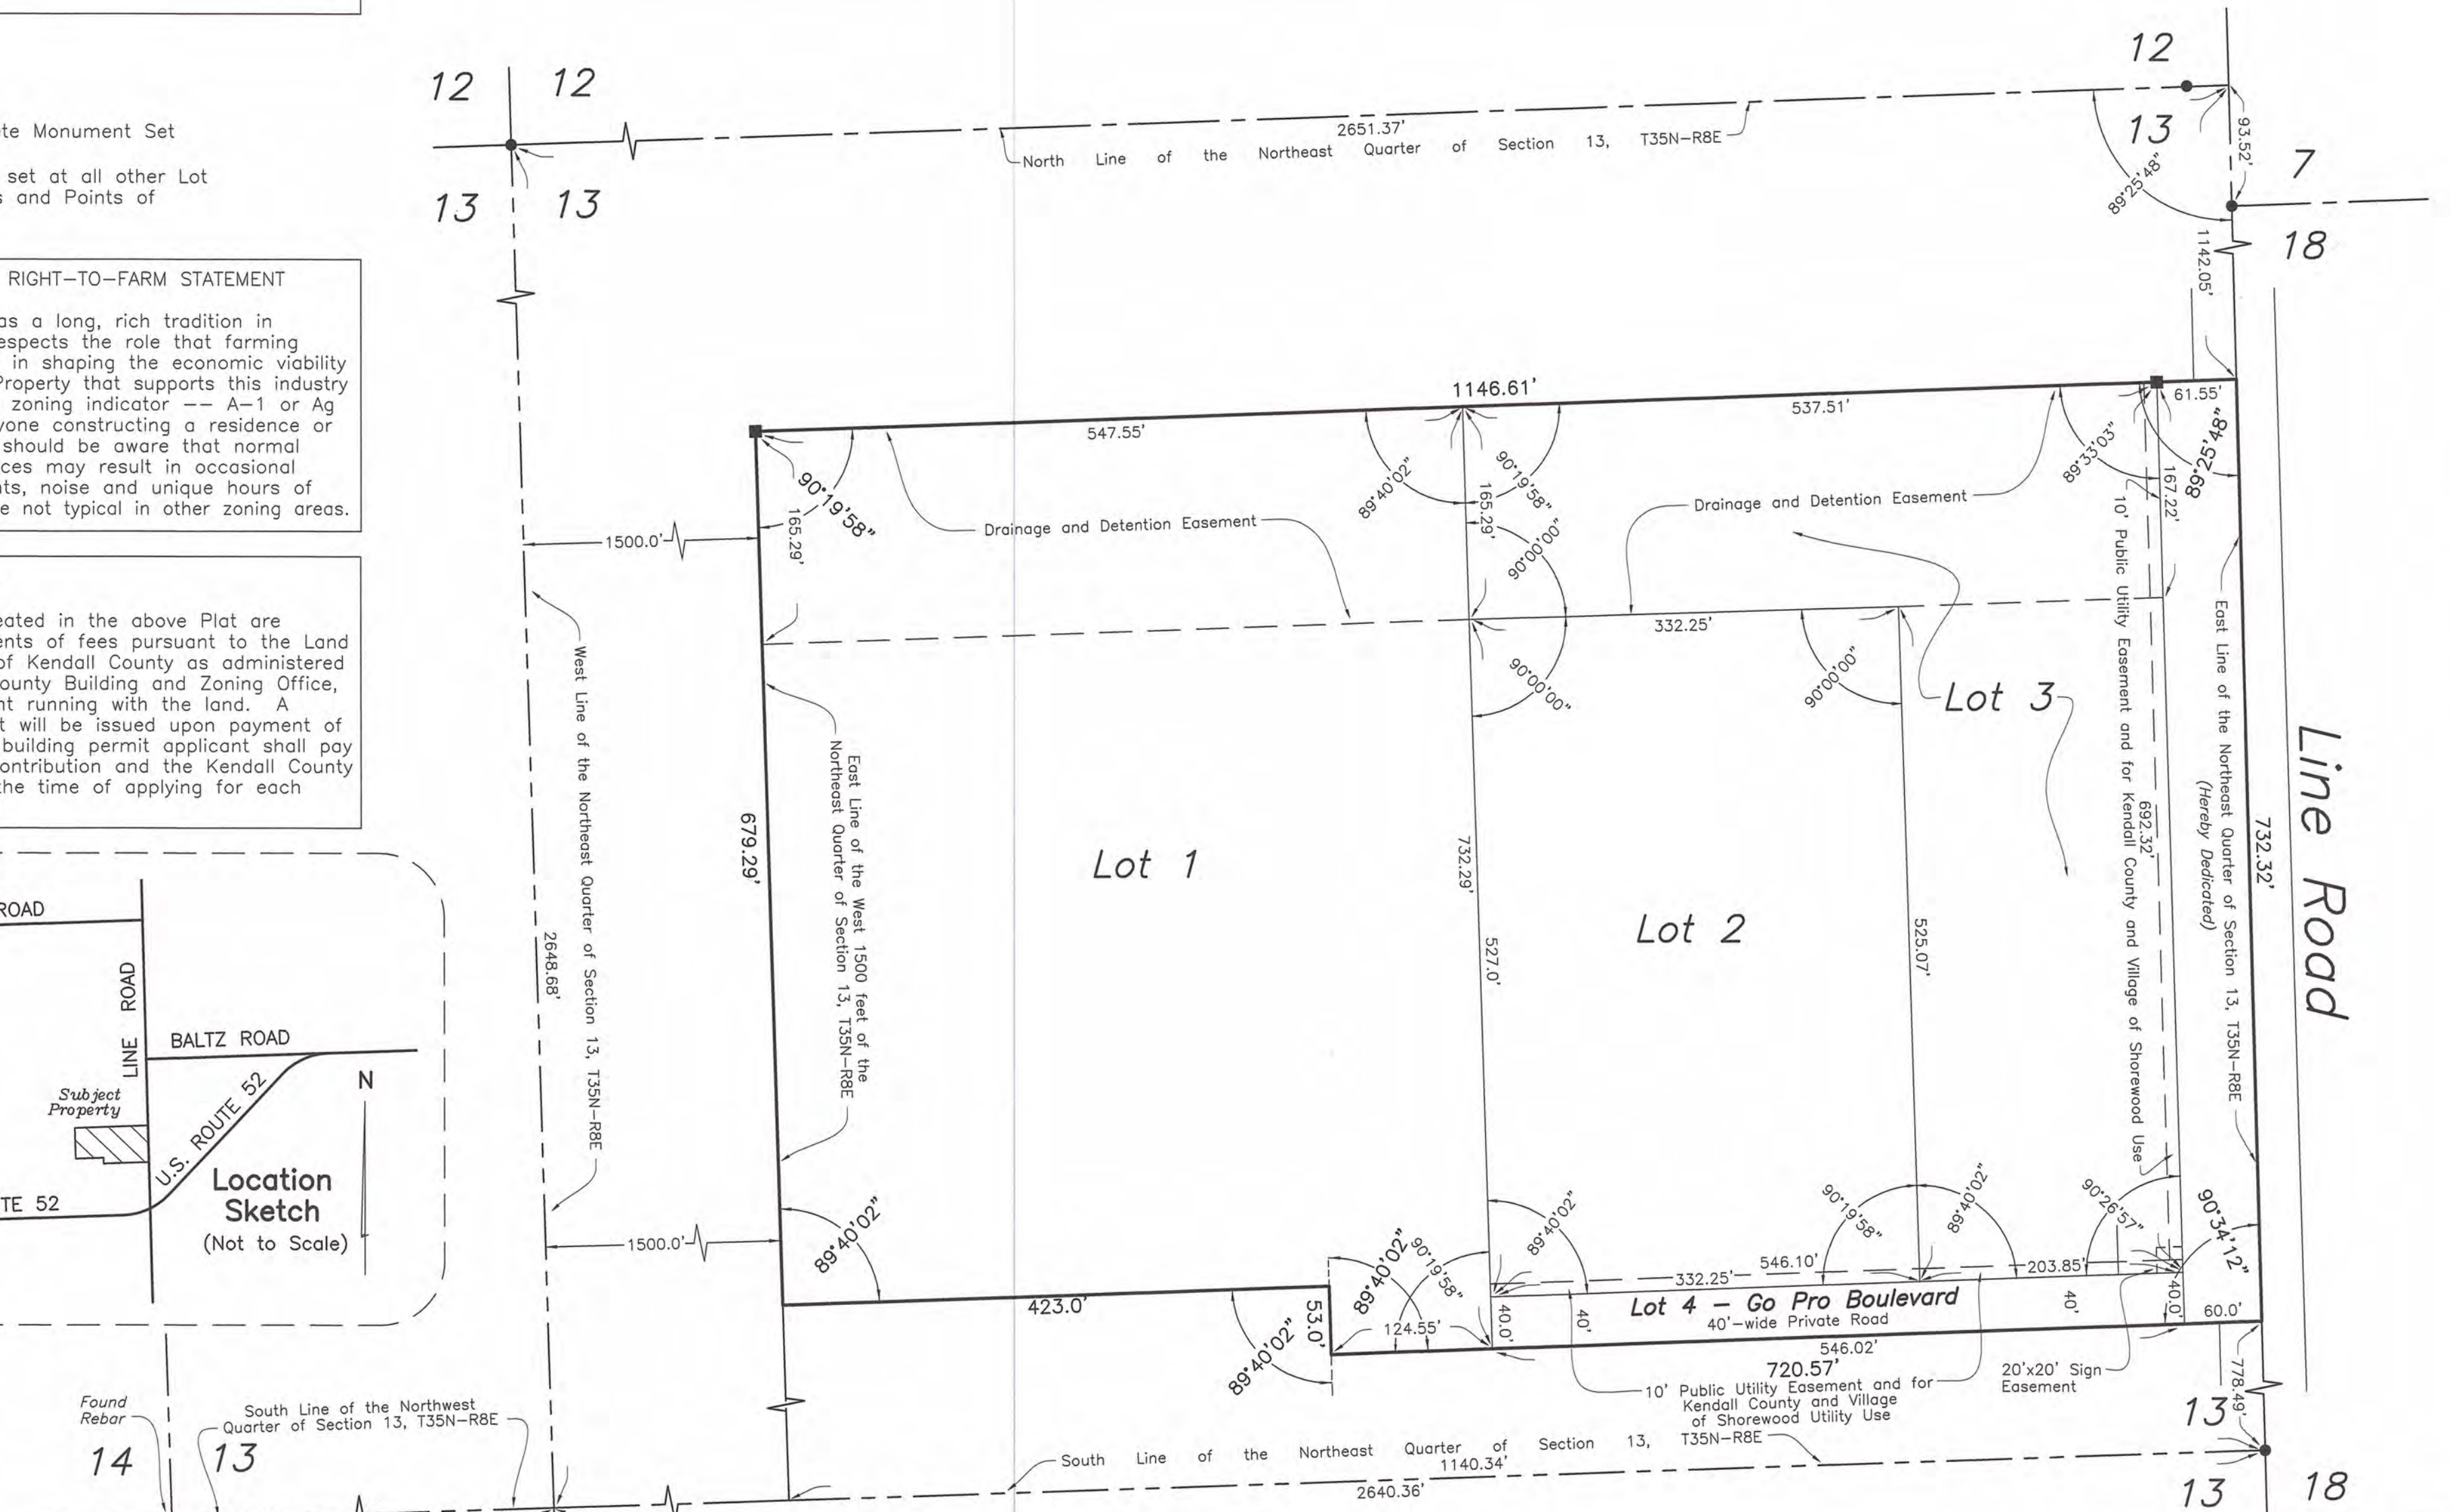 12
12
13
13
12
13
7
18
2651.37'
North Line of the Northeast Quarter of Section 13, T35N-R8E
93.52'
89°25'48"
1142.05'
Monument Set
set at all other Lot
and Points of
RIGHT-TO-FARM STATEMENT
as a long, rich tradition in
respects the role that farming
in shaping the economic viability
Property that supports this industry
zoning indicator -- A-1 or Ag
constructing a residence or
should be aware that normal
may result in occasional
noise and unique hours of
not typical in other zoning areas.
in the above Plat are
of fees pursuant to the Land
of Kendall County as administered
County Building and Zoning Office,
running with the land. A
will be issued upon payment of
building permit applicant shall pay
contribution and the Kendall County
the time of applying for each
1146.61'
547.55'
537.51'
61.55'
90°19'58"
89°40'02"
90°19'58"
89°33'03"
89°25'48"
165.29'
165.29'
167.22'
Drainage and Detention Easement
Drainage and Detention Easement
90°00'00"
90°00'00"
90°00'00"
332.25'
1500.0'
West Line of the Northeast Quarter of Section 13, T35N-R8E
2648.68'
679.29'
East Line of the West 1500 feet of the
Northeast Quarter of Section 13, T35N-R8E
Lot 1
732.29'
527.0'
Lot 2
525.07'
Lot 3
10' Public Utility Easement and for Kendall County and Village of Shorewood Use
692.32'
East Line of the Northeast Quarter of Section 13, T35N-R8E
(Hereby Dedicated)
732.32'
Line Road
ROAD
LINE ROAD
BALTZ ROAD
Subject
Property
U.S. ROUTE 52
N
TE 52
Location
Sketch
(Not to Scale)
1500.0'
89°40'02"
423.0'
53.0'
89°40'02"
89°40'02"
90°19'58"
124.55'
89°40'02"
90°19'58"
89°40'02"
90°26'57"
90°34'12"
546.10'
332.25'
203.85'
Lot 4 - Go Pro Boulevard
40'-wide Private Road
40.0'
40'
40'
40.0'
60.0'
546.02'
720.57'
10' Public Utility Easement and for
Kendall County and Village
of Shorewood Utility Use
20'x20' Sign
Easement
778.49'
Found
Rebar
South Line of the Northwest
Quarter of Section 13, T35N-R8E
14
13
South Line of the Northeast Quarter of Section 13, T35N-R8E
1140.34'
2640.36'
13
13
18